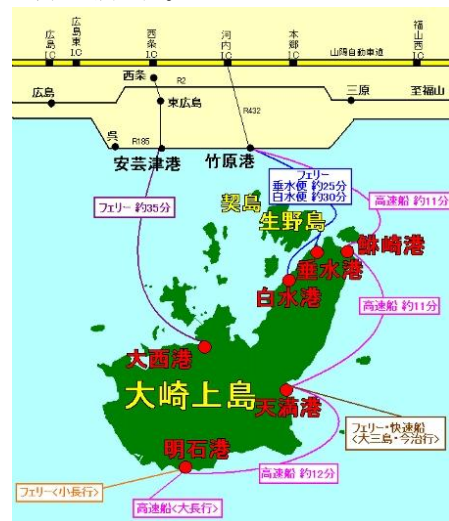 広島IC
広島東IC
西条IC
河内IC
本郷IC
福山西IC
山陽自動車道
西条
R2
広島
東広島
R432
三原
至福山
呉
R185
安芸津港
竹原港
フェリー
垂水便 約25分
白水便 約30分
フェリー 約35分
契島
生野島
高速船 約11分
鮴崎港
垂水港
白水港
高速船 約11分
大西港
大崎上島
天満港
フェリー・快速船
<大三島・今治行>
明石港
高速船 約12分
フェリー<小長行>
高速船<大長行>